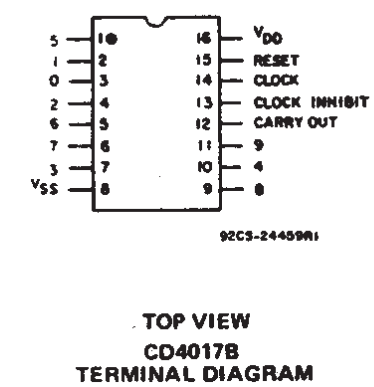 5 1 16 VDD
1 2 15 RESET
0 3 14 CLOCK
2 4 13 CLOCK INHIBIT
6 5 12 CARRY OUT
7 6 11 9
3 7 10 4
VSS 8 9 8
92CS-24459R1
TOP VIEW
CD4017B
TERMINAL DIAGRAM